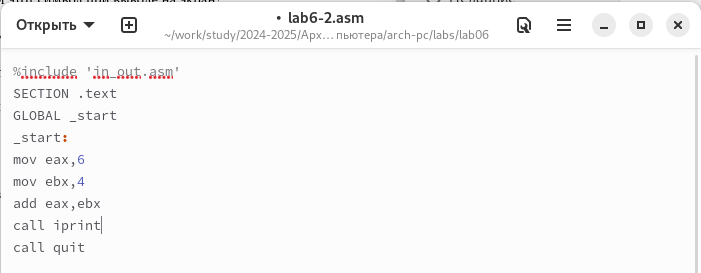 Открыть
• lab6-2.asm
~/work/study/2024-2025/Арх… пьютера/arch-pc/labs/lab06
%include 'in_out.asm'
SECTION .text
GLOBAL _start
_start:
mov eax,6
mov ebx,4
add eax,ebx
call iprint
call quit